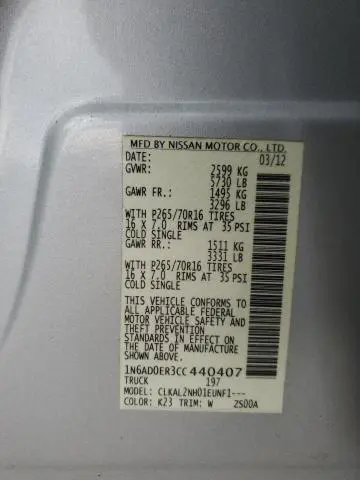 MFD BY NISSAN MOTOR CO., LTD.
DATE: 03/12
GVWR: 2599 KG
5730 LB
GAWR FR.: 1495 KG
3296 LB
WITH P265/70R16 TIRES
16 X 7.0 RIMS AT 35 PSI
COLD SINGLE
GAWR RR.: 1511 KG
3331 LB
WITH P265/70R16 TIRES
16 X 7.0 RIMS AT 35 PSI
COLD SINGLE
THIS VEHICLE CONFORMS TO
ALL APPLICABLE FEDERAL
MOTOR VEHICLE SAFETY
STANDARDS IN EFFECT ON
THE DATE OF MANUFACTURE
SHOWN ABOVE.
1N6AD0ER3CC440407
TRUCK 197
MODEL: CLKAL2NH01EUNF1---
COLOR: K23 TRIM: W ZS00A